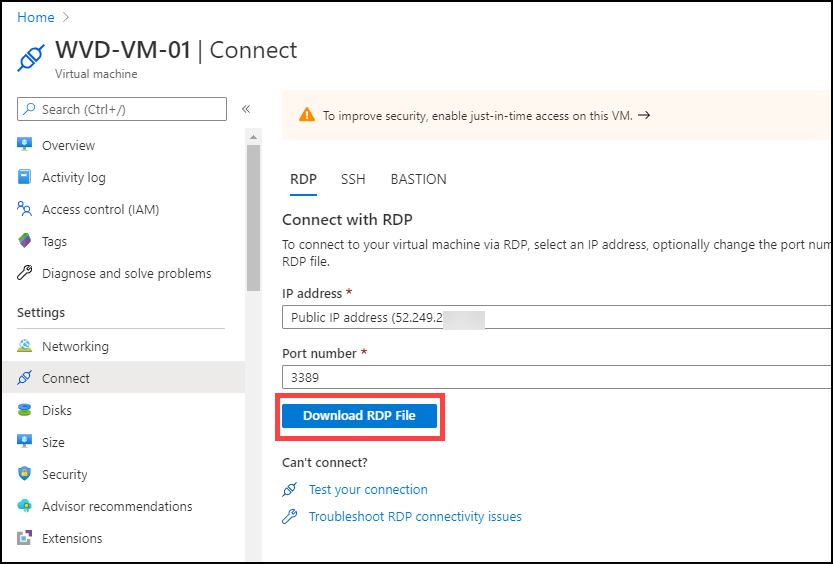 Home >
WVD-VM-01 | Connect
Virtual machine
Search (Ctrl+/)
«
Overview
Activity log
Access control (IAM)
Tags
Diagnose and solve problems
Settings
Networking
Connect
Disks
Size
Security
Advisor recommendations
Extensions
To improve security, enable just-in-time access on this VM. →
RDP SSH BASTION
Connect with RDP
To connect to your virtual machine via RDP, select an IP address, optionally change the port
RDP file.
IP address *
Public IP address (52.249.2
Port number *
3389
Download RDP File
Can't connect?
Test your connection
Troubleshoot RDP connectivity issues